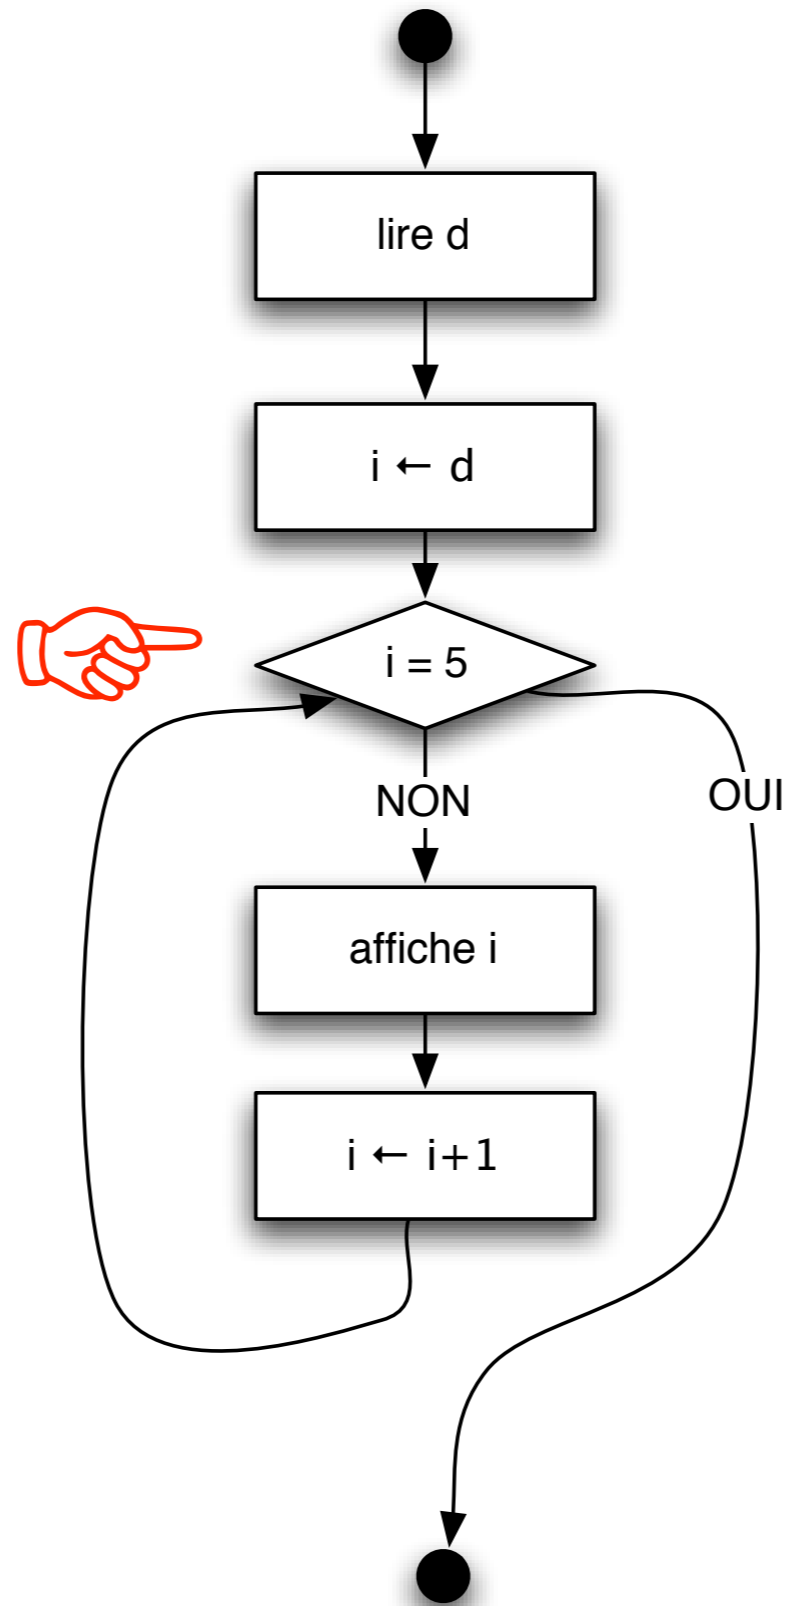 lire d
i ← d
i = 5
NON
OUI
affiche i
i ← i+1